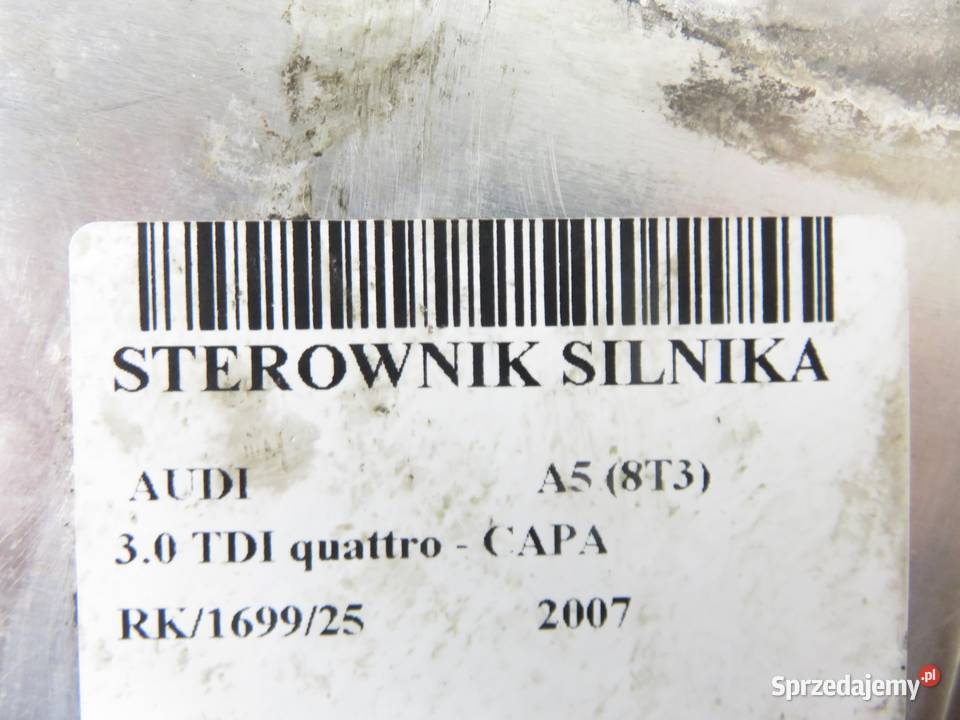 STEROWNIK SILNIKA
AUDI A5 (8T3)
3.0 TDI quattro - CAPA
RK/1699/25 2007
Sprzedajemy.pl